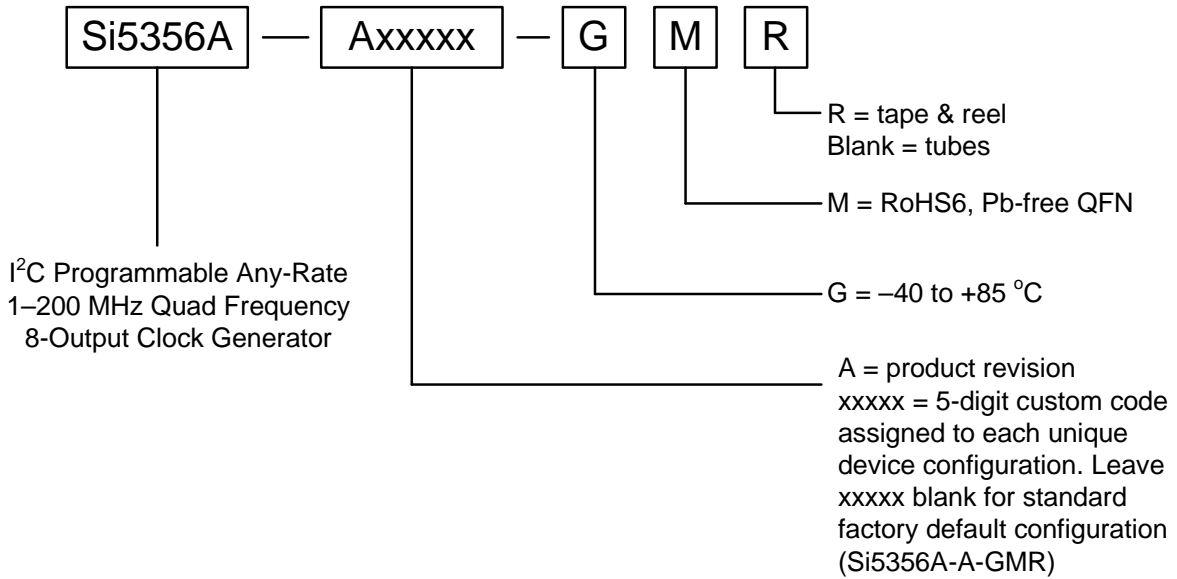 Si5356A — Axxxxx — G M R
R = tape & reel
Blank = tubes
M = RoHS6, Pb-free QFN
I²C Programmable Any-Rate
1–200 MHz Quad Frequency
8-Output Clock Generator
G = –40 to +85 °C
A = product revision
xxxxx = 5-digit custom code
assigned to each unique
device configuration. Leave
xxxxx blank for standard
factory default configuration
(Si5356A-A-GMR)